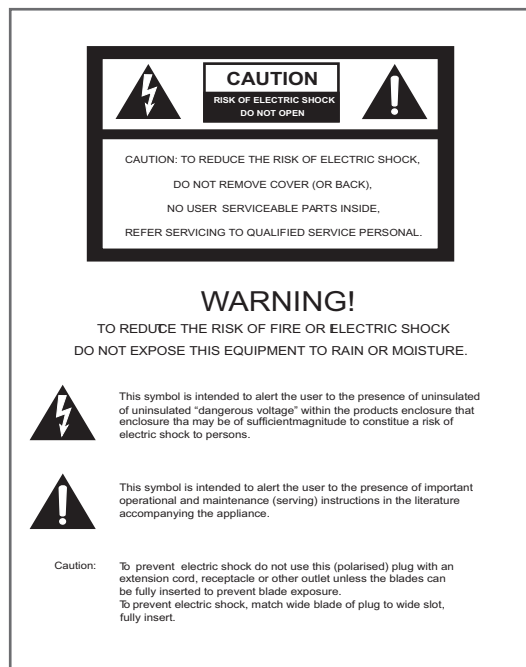 CAUTION
RISK OF ELECTRIC SHOCK
DO NOT OPEN
CAUTION: TO REDUCE THE RISK OF ELECTRIC SHOCK,
DO NOT REMOVE COVER (OR BACK),
NO USER SERVICEABLE PARTS INSIDE,
REFER SERVICING TO QUALIFIED SERVICE PERSONAL.
WARNING!
TO REDUCE THE RISK OF FIRE OR ELECTRIC SHOCK
DO NOT EXPOSE THIS EQUIPMENT TO RAIN OR MOISTURE.
This symbol is intended to alert the user to the presence of uninsulated
of uninsulated “dangerous voltage” within the products enclosure that
enclosure tha may be of sufficientmagnitude to constitue a risk of
electric shock to persons.
This symbol is intended to alert the user to the presence of important
operational and maintenance (serving) instructions in the literature
accompanying the appliance.
Caution: To prevent electric shock do not use this (polarised) plug with an
extension cord, receptacle or other outlet unless the blades can
be fully inserted to prevent blade exposure.
To prevent electric shock, match wide blade of plug to wide slot,
fully insert.